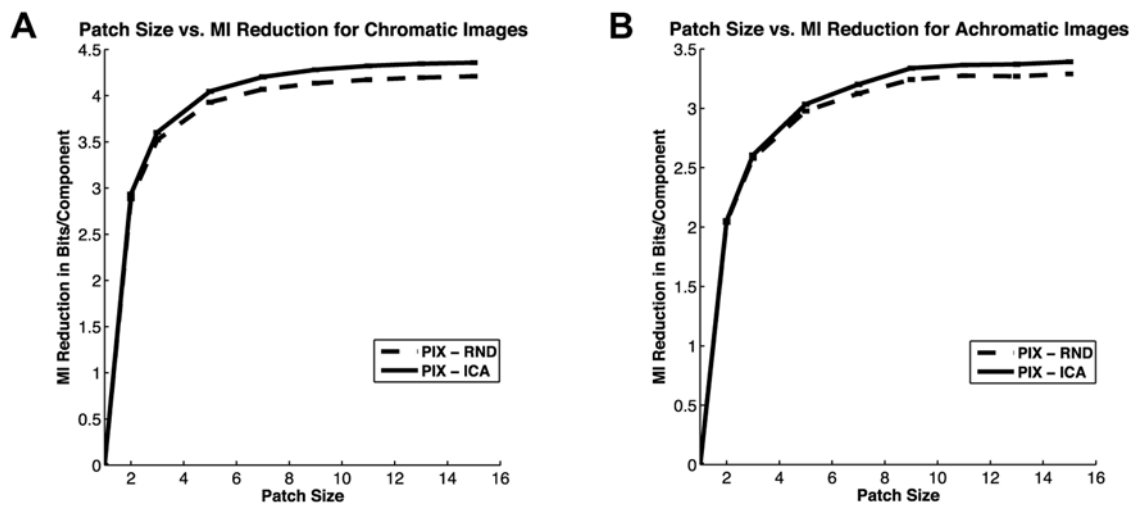 A
Patch Size vs. MI Reduction for Chromatic Images
4.5
4
3.5
3
2.5
2
1.5
1
0.5
0
MI Reduction in Bits/Component
PIX – RND
PIX – ICA
2 4 6 8 10 12 14 16
Patch Size
B
Patch Size vs. MI Reduction for Achromatic Images
3.5
3
2.5
2
1.5
1
0.5
0
MI Reduction in Bits/Component
PIX – RND
PIX – ICA
2 4 6 8 10 12 14 16
Patch Size